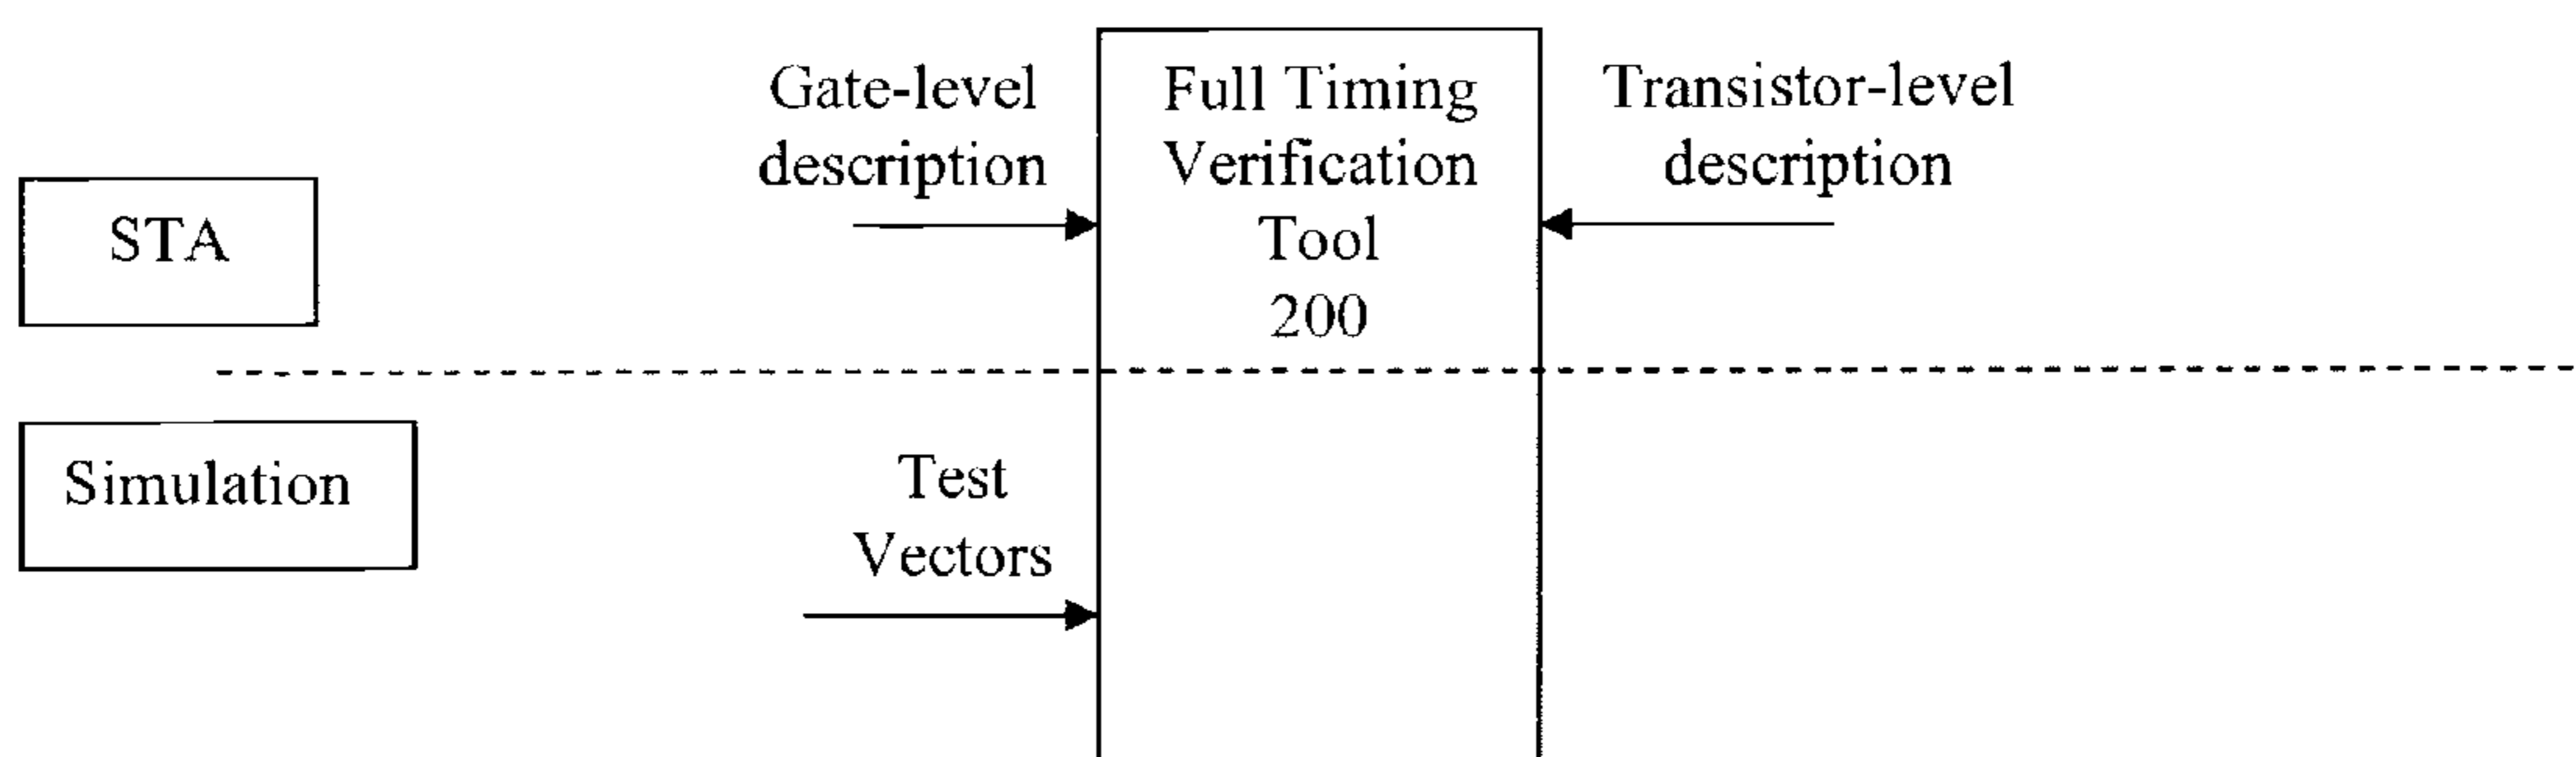 Gate-level
description
Full Timing
Verification
Tool
200
Transistor-level
description
STA
Simulation
Test
Vectors